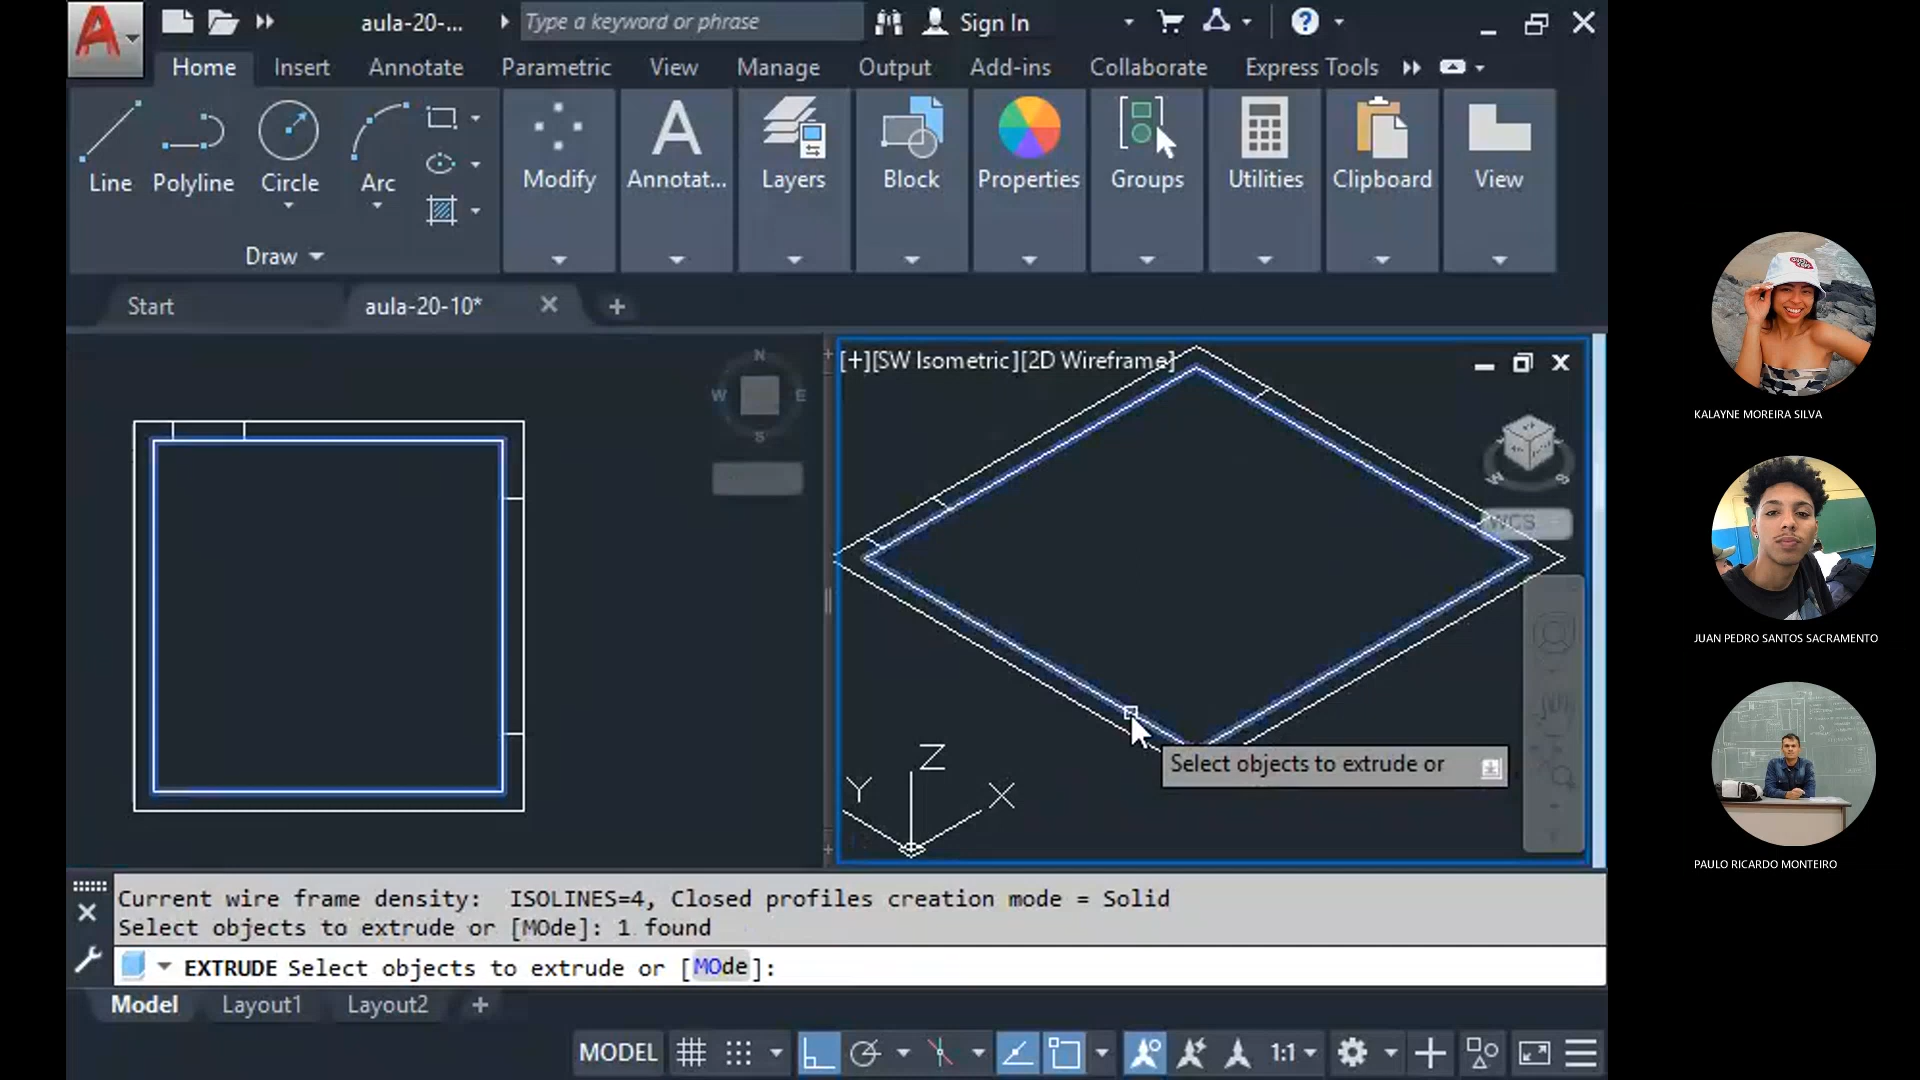 aula-20-...
Type a keyword or phrase
Sign In
Home
Insert
Annotate
Parametric
View
Manage
Output
Add-ins
Collaborate
Express Tools
Line
Polyline
Circle
Arc
Draw
Modify
Annotat...
Layers
Block
Properties
Groups
Utilities
Clipboard
View
Start
aula-20-10*
N
W
E
S
[+][SW Isometric][2D Wireframe]
W
S
WCS
Z
Y
X
Select objects to extrude or
Current wire frame density:  ISOLINES=4, Closed profiles creation mode = Solid
Select objects to extrude or [MOde]: 1 found
EXTRUDE Select objects to extrude or [MOde]:
Model
Layout1
Layout2
MODEL
1:1
KALAYNE MOREIRA SILVA
JUAN PEDRO SANTOS SACRAMENTO
PAULO RICARDO MONTEIRO